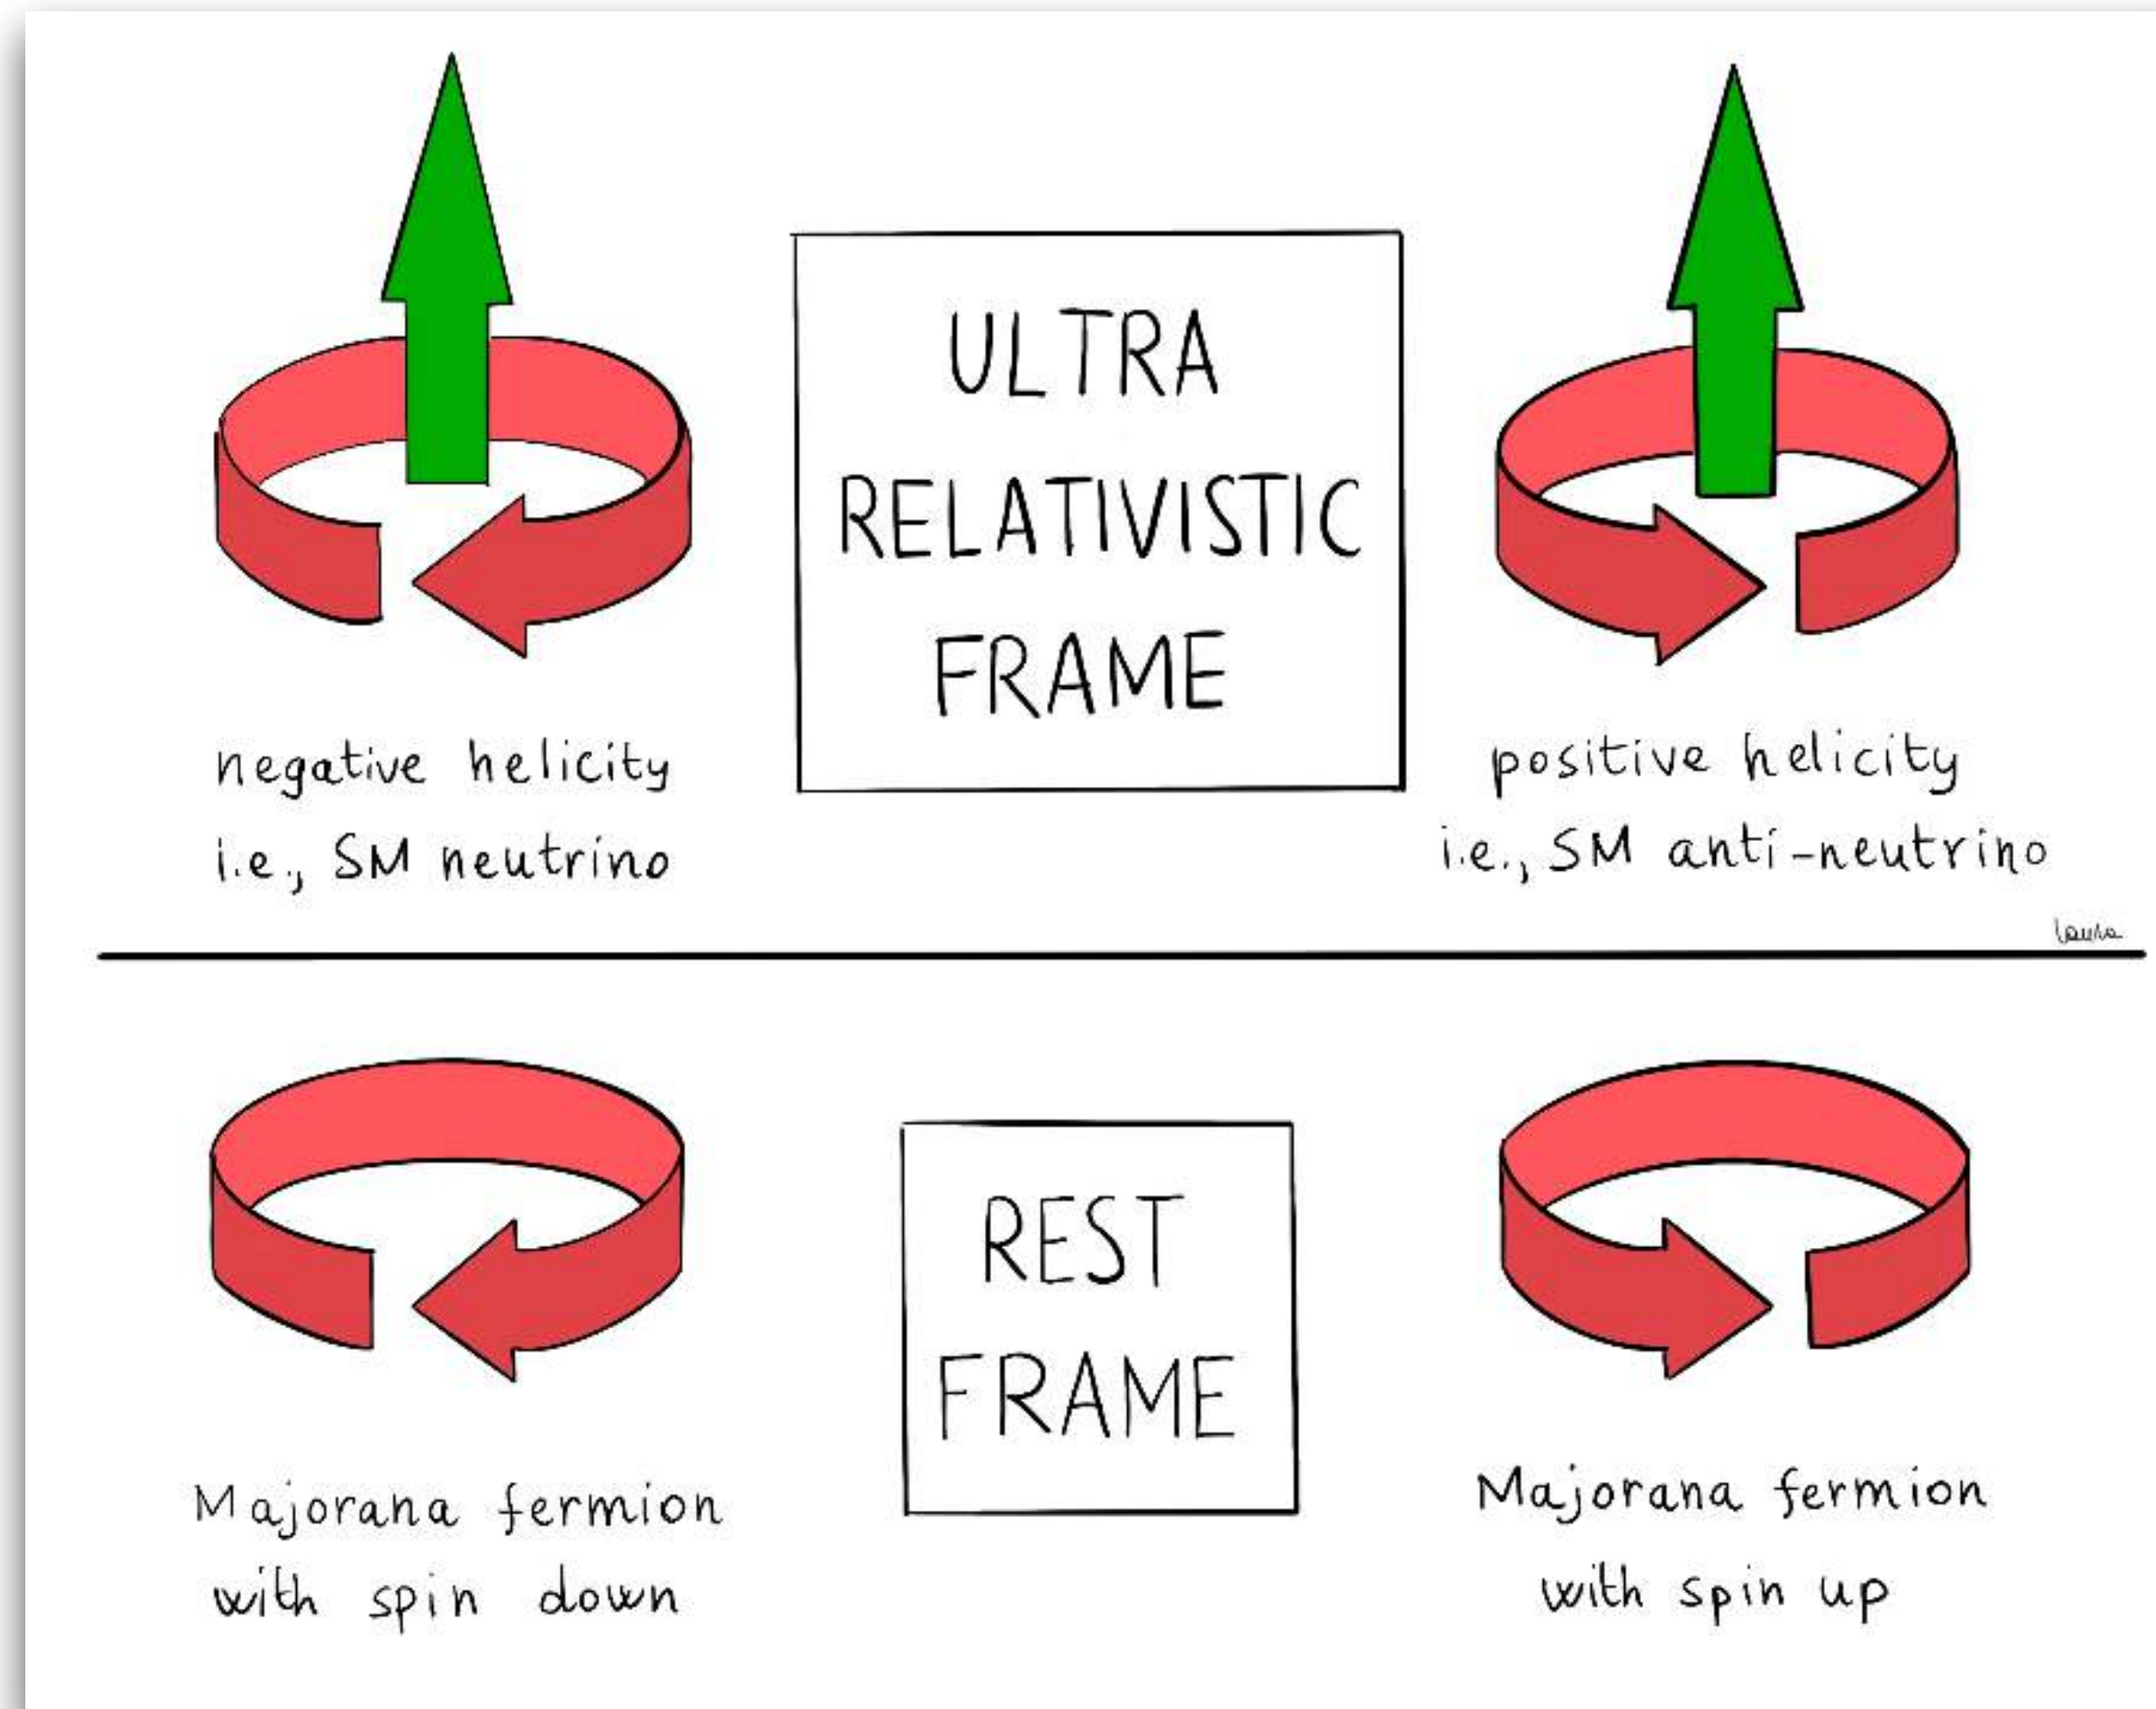 ULTRA
RELATIVISTIC
FRAME
negative helicity
i.e., SM neutrino
positive helicity
i.e., SM anti-neutrino
laura
REST
FRAME
Majorana fermion
with spin down
Majorana fermion
with spin up